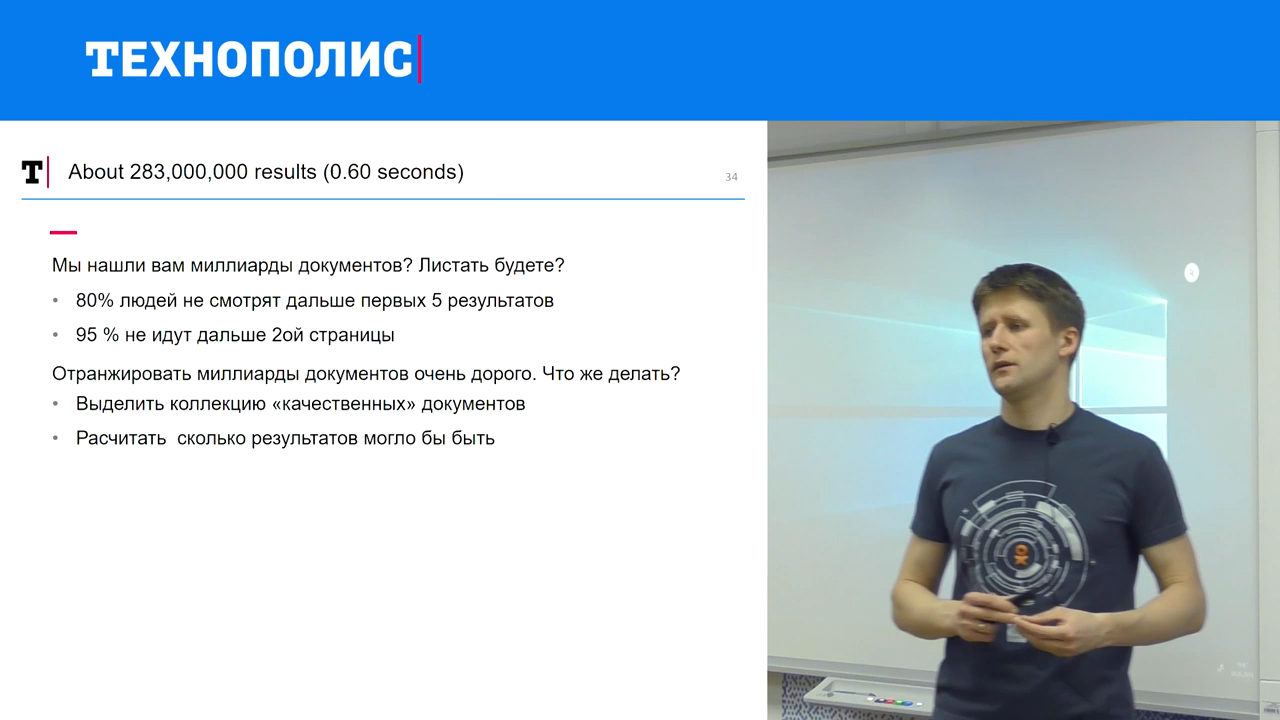 ТЕХНОПОЛИС
T
About 283,000,000 results (0.60 seconds)
34
Мы нашли вам миллиарды документов? Листать будете?
• 80% людей не смотрят дальше первых 5 результатов
• 95 % не идут дальше 2ой страницы
Отранжировать миллиарды документов очень дорого. Что же делать?
• Выделить коллекцию «качественных» документов
• Расчитать сколько результатов могло бы быть